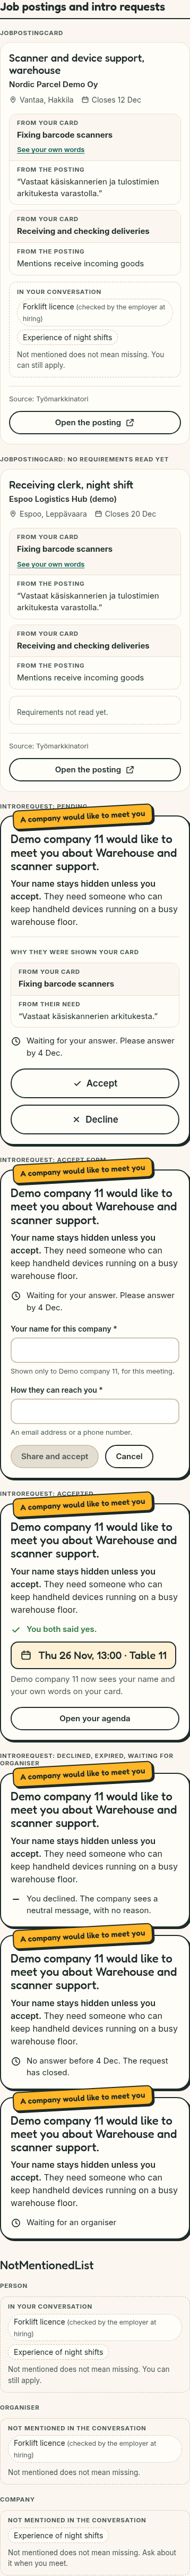 Job postings and intro requests
JOBPOSTINGCARD
Scanner and device support,
warehouse
Nordic Parcel Demo Oy
Vantaa, Hakkila
Closes 12 Dec
FROM YOUR CARD
Fixing barcode scanners
See your own words
FROM THE POSTING
“Vastaat käsiskannerien ja tulostimien
arkitukesta varastolla.”
FROM YOUR CARD
Receiving and checking deliveries
FROM THE POSTING
Mentions receive incoming goods
IN YOUR CONVERSATION
Forklift licence (checked by the employer at
hiring)
Experience of night shifts
Not mentioned does not mean missing. You
can still apply.
Source: Työmarkkinatori
Open the posting
JOBPOSTINGCARD: NO REQUIREMENTS READ YET
Receiving clerk, night shift
Espoo Logistics Hub (demo)
Espoo, Leppävaara
Closes 20 Dec
FROM YOUR CARD
Fixing barcode scanners
See your own words
FROM THE POSTING
“Vastaat käsiskannerien ja tulostimien
arkitukesta varastolla.”
FROM YOUR CARD
Receiving and checking deliveries
FROM THE POSTING
Mentions receive incoming goods
Requirements not read yet.
Source: Työmarkkinatori
Open the posting
INTROREQUEST: PENDING
A company would like to meet you
Demo company 11 would like to
meet you about Warehouse and
scanner support.
Your name stays hidden unless you
accept. They need someone who can
keep handheld devices running on a busy
warehouse floor.
WHY THEY WERE SHOWN YOUR CARD
FROM YOUR CARD
Fixing barcode scanners
FROM THEIR NEED
“Vastaat käsiskannerien arkitukesta.”
Waiting for your answer. Please answer
by 4 Dec.
Accept
Decline
INTROREQUEST: ACCEPT FORM
A company would like to meet you
Demo company 11 would like to
meet you about Warehouse and
scanner support.
Your name stays hidden unless you
accept. They need someone who can
keep handheld devices running on a busy
warehouse floor.
Waiting for your answer. Please answer
by 4 Dec.
Your name for this company *
Shown only to Demo company 11, for this meeting.
How they can reach you *
An email address or a phone number.
Share and accept
Cancel
INTROREQUEST: ACCEPTED
A company would like to meet you
Demo company 11 would like to
meet you about Warehouse and
scanner support.
Your name stays hidden unless you
accept. They need someone who can
keep handheld devices running on a busy
warehouse floor.
You both said yes.
Thu 26 Nov, 13:00 · Table 11
Demo company 11 now sees your name and
your own words on your card.
Open your agenda
INTROREQUEST: DECLINED, EXPIRED, WAITING FOR
ORGANISER
A company would like to meet you
Demo company 11 would like to
meet you about Warehouse and
scanner support.
Your name stays hidden unless you
accept. They need someone who can
keep handheld devices running on a busy
warehouse floor.
You declined. The company sees a
neutral message, with no reason.
A company would like to meet you
Demo company 11 would like to
meet you about Warehouse and
scanner support.
Your name stays hidden unless you
accept. They need someone who can
keep handheld devices running on a busy
warehouse floor.
No answer before 4 Dec. The request
has closed.
A company would like to meet you
Demo company 11 would like to
meet you about Warehouse and
scanner support.
Your name stays hidden unless you
accept. They need someone who can
keep handheld devices running on a busy
warehouse floor.
Waiting for an organiser
NotMentionedList
PERSON
IN YOUR CONVERSATION
Forklift licence (checked by the employer at
hiring)
Experience of night shifts
Not mentioned does not mean missing. You can
still apply.
ORGANISER
NOT MENTIONED IN THE CONVERSATION
Forklift licence (checked by the employer at
hiring)
Not mentioned does not mean missing.
COMPANY
NOT MENTIONED IN THE CONVERSATION
Experience of night shifts
Not mentioned does not mean missing. Ask about
it when you meet.